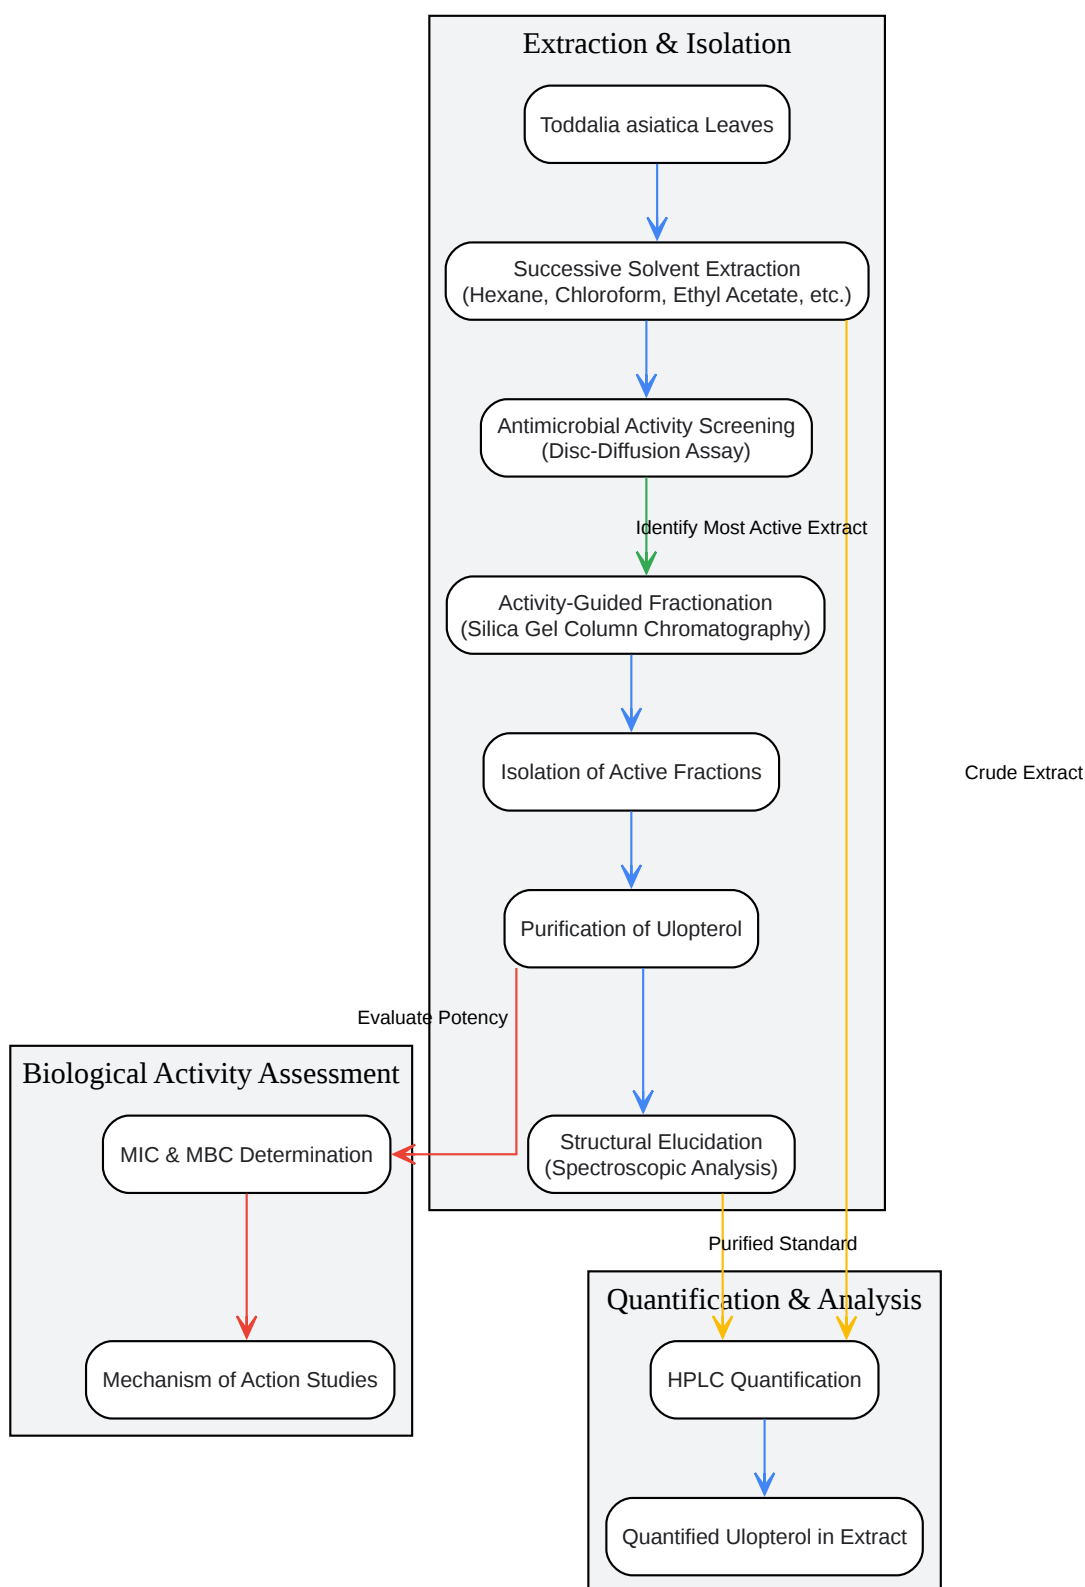 Extraction & Isolation
Toddalia asiatica Leaves
Successive Solvent Extraction
(Hexane, Chloroform, Ethyl Acetate, etc.)
Antimicrobial Activity Screening
(Disc-Diffusion Assay)
Identify Most Active Extract
Activity-Guided Fractionation
(Silica Gel Column Chromatography)
Isolation of Active Fractions
Crude Extract
Purification of Ulopterol
Evaluate Potency
Biological Activity Assessment
MIC & MBC Determination
Structural Elucidation
(Spectroscopic Analysis)
Purified Standard
Quantification & Analysis
Mechanism of Action Studies
HPLC Quantification
Quantified Ulopterol in Extract